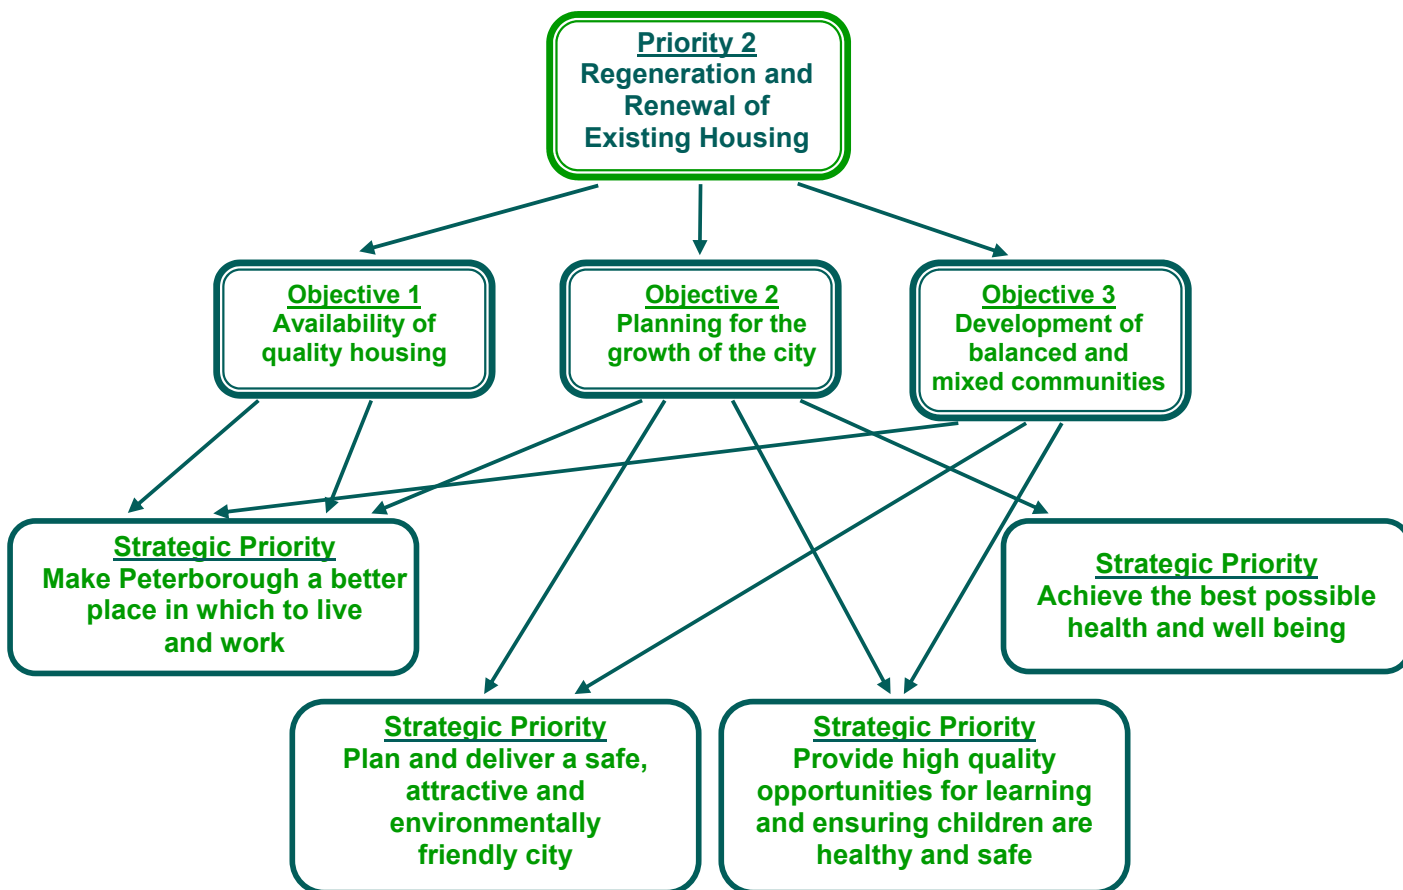 Priority 2
Regeneration and
Renewal of
Existing Housing
Objective 1
Availability of
quality housing
Objective 2
Planning for the
growth of the city
Objective 3
Development of
balanced and
mixed communities
Strategic Priority
Make Peterborough a better
place in which to live
and work
Strategic Priority
Achieve the best possible
health and well being
Strategic Priority
Plan and deliver a safe,
attractive and
environmentally
friendly city
Strategic Priority
Provide high quality
opportunities for learning
and ensuring children are
healthy and safe